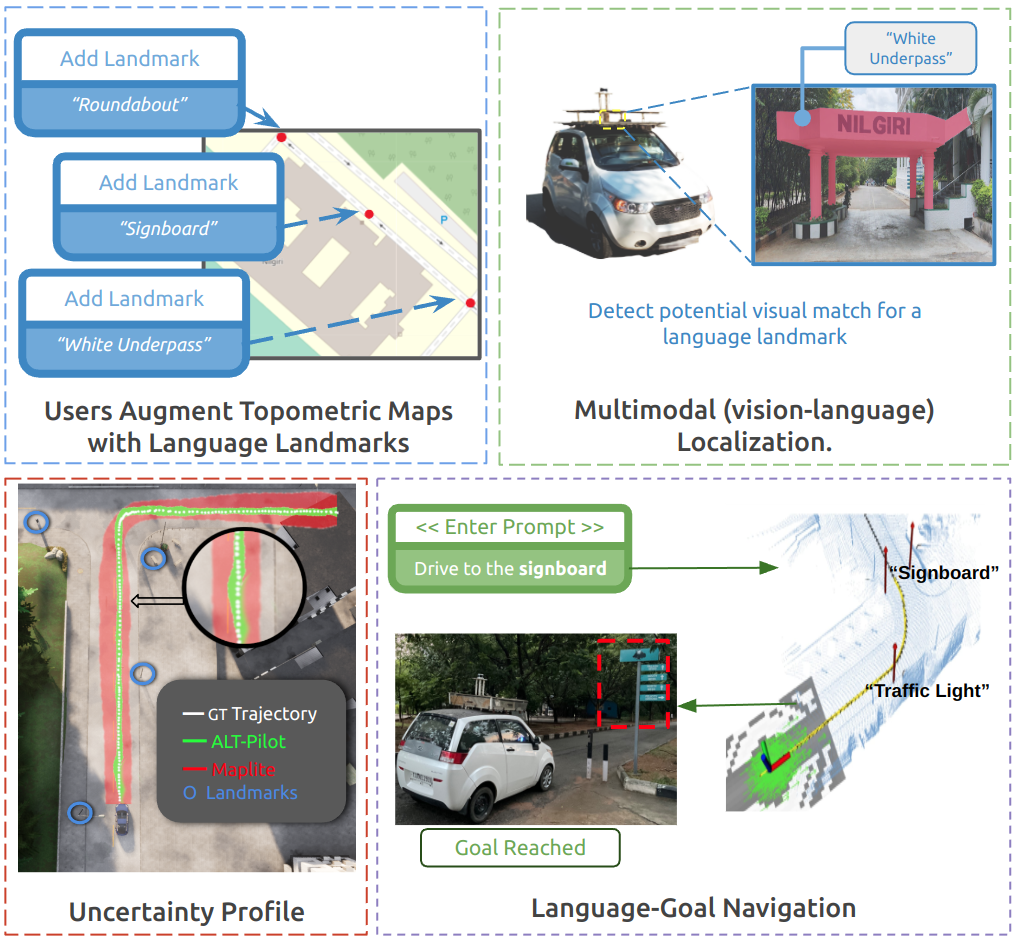 Add Landmark
“Roundabout”
Add Landmark
“Signboard”
Add Landmark
“White Underpass”
P
Users Augment Topometric Maps
with Language Landmarks
“White
Underpass”
NILGIRI
Detect potential visual match for a
language landmark
Multimodal (vision-language)
Localization.
GT Trajectory
ALT-Pilot
Maplite
O Landmarks
Uncertainty Profile
<< Enter Prompt >>
Drive to the signboard
“Signboard”
“Traffic Light”
Goal Reached
Language-Goal Navigation